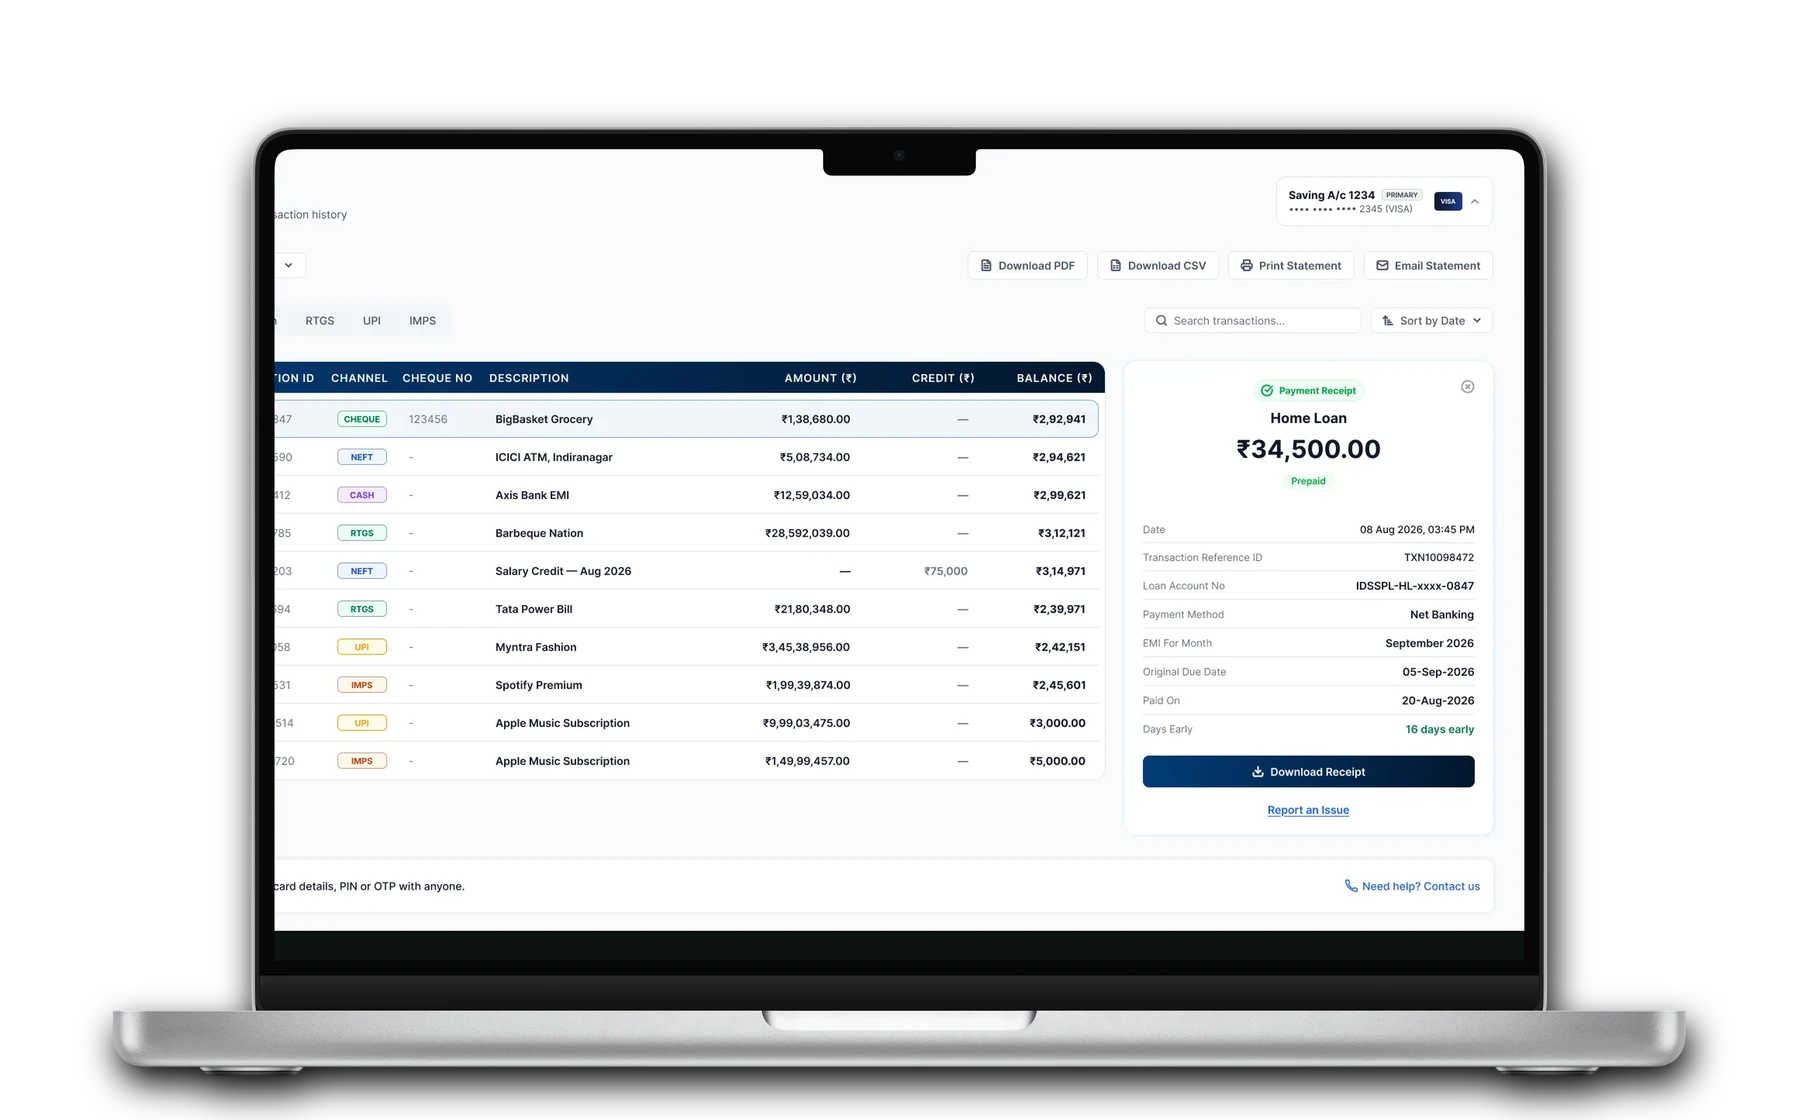 Saving A/c 1234 PRIMARY
•••• •••• •••• 2345 (VISA)
VISA
saction history
Download PDF
Download CSV
Print Statement
Email Statement
RTGS UPI IMPS
Search transactions...
Sort by Date
TION ID CHANNEL CHEQUE NO DESCRIPTION AMOUNT (₹) CREDIT (₹) BALANCE (₹)
847 CHEQUE 123456 BigBasket Grocery ₹1,38,680.00 — ₹2,92,941
590 NEFT - ICICI ATM, Indiranagar ₹5,08,734.00 — ₹2,94,621
412 CASH - Axis Bank EMI ₹12,59,034.00 — ₹2,99,621
785 RTGS - Barbeque Nation ₹28,592,039.00 — ₹3,12,121
203 NEFT - Salary Credit — Aug 2026 — ₹75,000 ₹3,14,971
694 RTGS - Tata Power Bill ₹21,80,348.00 — ₹2,39,971
058 UPI - Myntra Fashion ₹3,45,38,956.00 — ₹2,42,151
531 IMPS - Spotify Premium ₹1,99,39,874.00 — ₹2,45,601
514 UPI - Apple Music Subscription ₹9,99,03,475.00 — ₹3,000.00
720 IMPS - Apple Music Subscription ₹1,49,99,457.00 — ₹5,000.00
Payment Receipt
Home Loan
₹34,500.00
Prepaid
Date 08 Aug 2026, 03:45 PM
Transaction Reference ID TXN10098472
Loan Account No IDSSPL-HL-xxxx-0847
Payment Method Net Banking
EMI For Month September 2026
Original Due Date 05-Sep-2026
Paid On 20-Aug-2026
Days Early 16 days early
Download Receipt
Report an Issue
card details, PIN or OTP with anyone.
Need help? Contact us